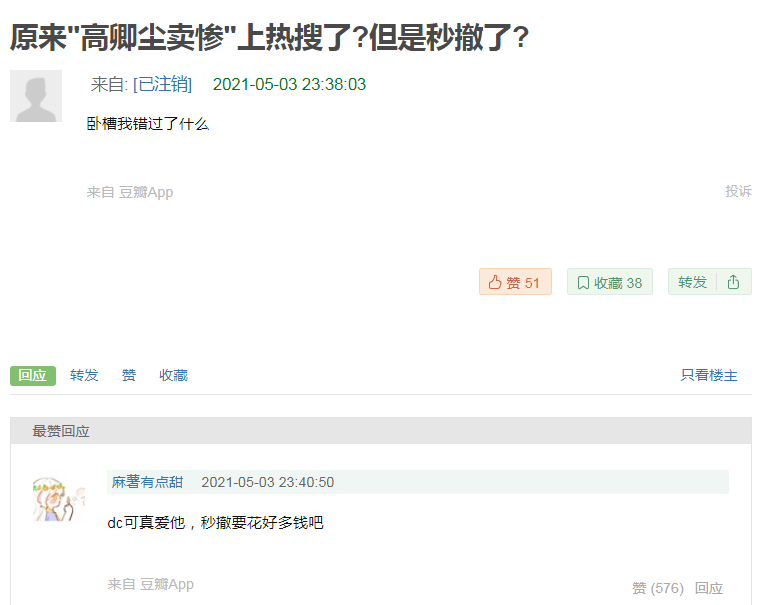 原来"高卿尘卖惨"上热搜了?但是秒撤了?
来自: [已注销] 2021-05-03 23:38:03
卧槽我错过了什么
来自 豆瓣App 投诉
赞 51 收藏 38 转发
回应 转发 赞 收藏 只看楼主
最赞回应
麻薯有点甜 2021-05-03 23:40:50
dc可真爱他，秒撤要花好多钱吧
来自 豆瓣App 赞 (576) 回应